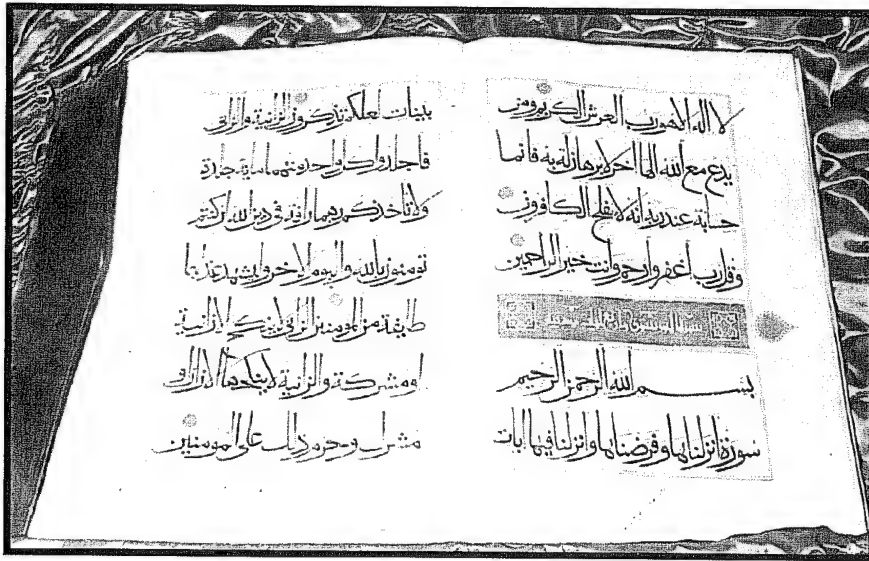 لا اله الا هو رب العرش الكريم ومن
يدع مع الله الها اخر لا برهان له به فانما
حسابه عند ربه انه لا يفلح الكافرون
وقل رب اغفر وارحم وانت خير الراحمين
بسم الله الرحمن الرحيم
سورة انزلناها وفرضناها وانزلنا فيها ايات
بينات لعلكم تذكرون الزانية والزاني
فاجلدوا كل واحد منهما ماية جلدة
ولا تاخذكم بهما رافة في دين الله ان كنتم
تومنون بالله واليوم الاخر وليشهد عذابهما
طايفة من المومنين الزاني لا ينكح الا زانية
او مشركة والزانية لا ينكحها الا زان او
مشرك وحرم ذلك على المومنين